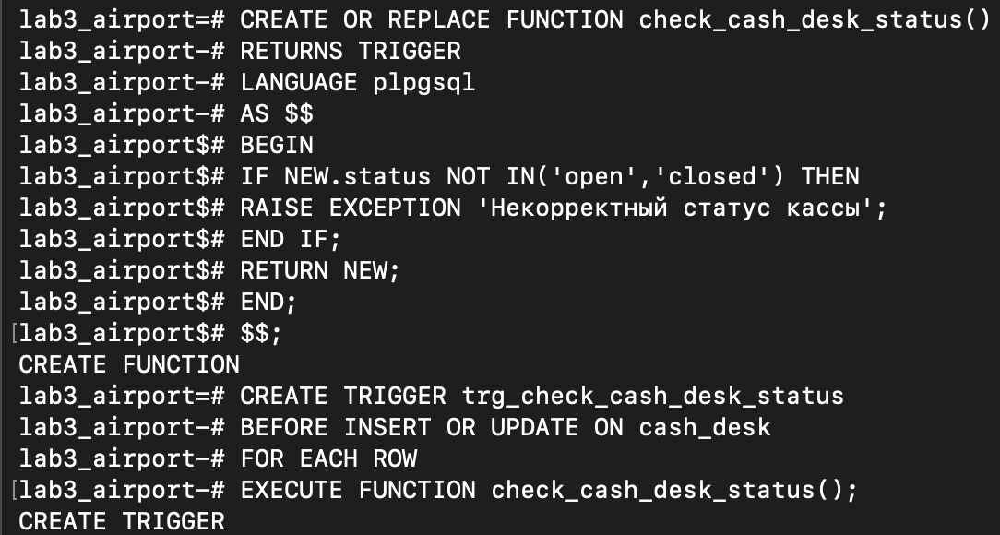 lab3_airport=# CREATE OR REPLACE FUNCTION check_cash_desk_status()
lab3_airport-# RETURNS TRIGGER
lab3_airport-# LANGUAGE plpgsql
lab3_airport-# AS $$
lab3_airport$# BEGIN
lab3_airport$# IF NEW.status NOT IN('open','closed') THEN
lab3_airport$# RAISE EXCEPTION 'Некорректный статус кассы';
lab3_airport$# END IF;
lab3_airport$# RETURN NEW;
lab3_airport$# END;
[lab3_airport$# $$;
CREATE FUNCTION
lab3_airport=# CREATE TRIGGER trg_check_cash_desk_status
lab3_airport-# BEFORE INSERT OR UPDATE ON cash_desk
lab3_airport-# FOR EACH ROW
[lab3_airport-# EXECUTE FUNCTION check_cash_desk_status();
CREATE TRIGGER